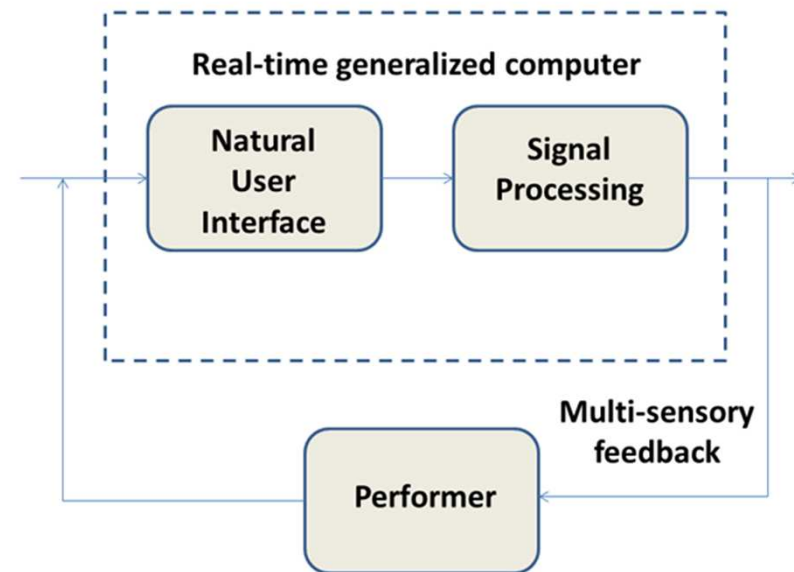 Real-time generalized computer
Natural
User
Interface
Signal
Processing
Multi-sensory
feedback
Performer